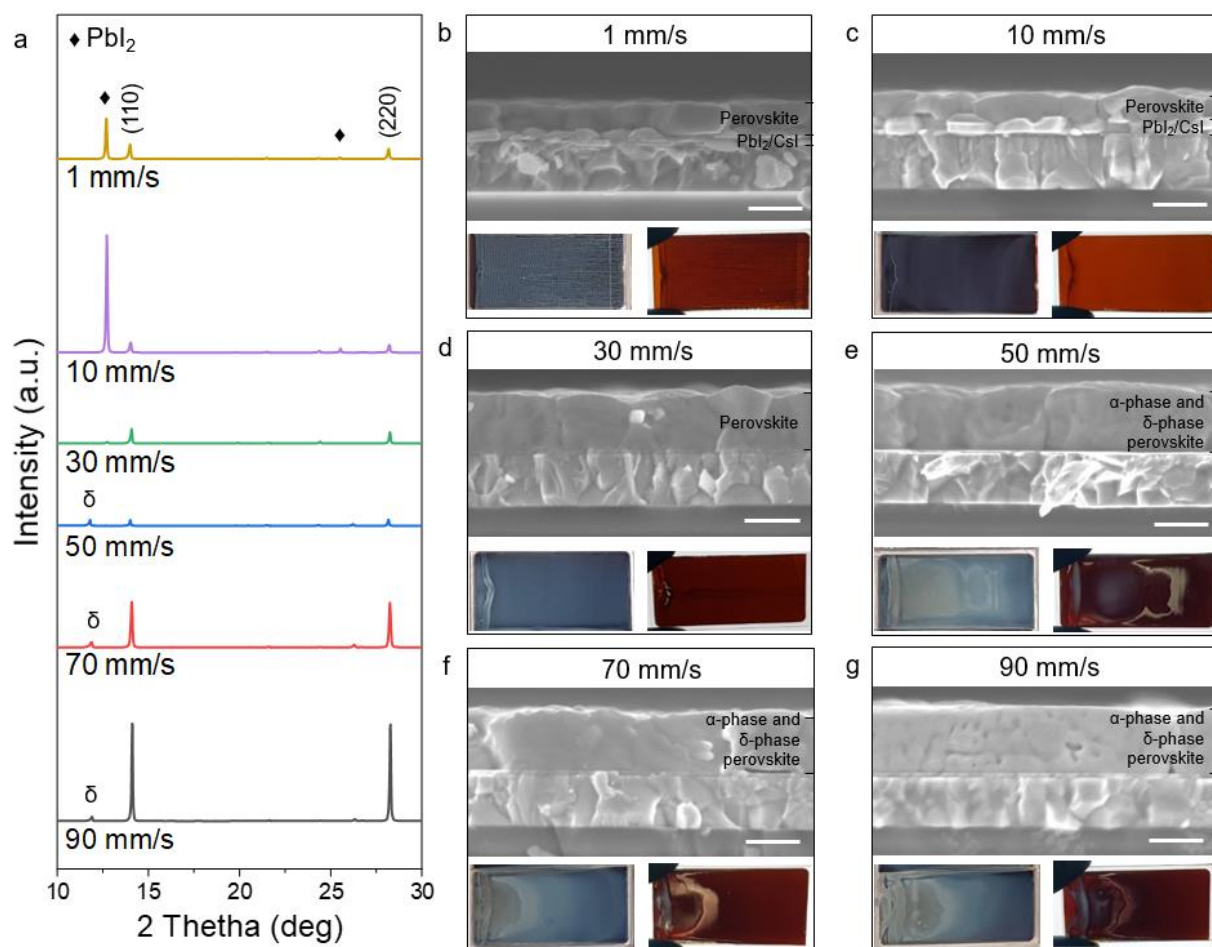 a
♦ PbI₂
♦
(110)
♦
(220)
1 mm/s
10 mm/s
30 mm/s
δ
50 mm/s
δ
70 mm/s
δ
90 mm/s
10 15 20 25 30
2 Thetha (deg)
Intensity (a.u.)
b
1 mm/s
Perovskite
PbI₂/CsI
c
10 mm/s
Perovskite
PbI₂/CsI
d
30 mm/s
Perovskite
e
50 mm/s
α-phase and
δ-phase
perovskite
f
70 mm/s
α-phase and
δ-phase
perovskite
g
90 mm/s
α-phase and
δ-phase
perovskite